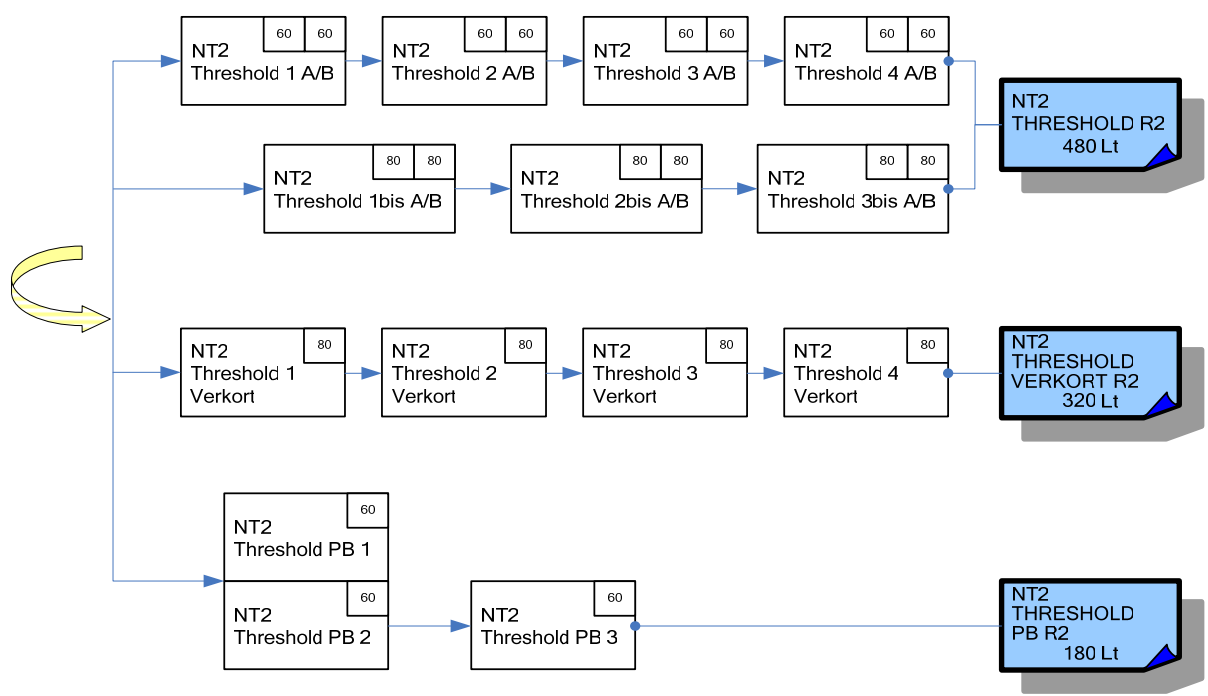 60 60
NT2
Threshold 1 A/B
60 60
NT2
Threshold 2 A/B
60 60
NT2
Threshold 3 A/B
60 60
NT2
Threshold 4 A/B
NT2
THRESHOLD R2
480 Lt
80 80
NT2
Threshold 1bis A/B
80 80
NT2
Threshold 2bis A/B
80 80
NT2
Threshold 3bis A/B
80
NT2
Threshold 1
Verkort
80
NT2
Threshold 2
Verkort
80
NT2
Threshold 3
Verkort
80
NT2
Threshold 4
Verkort
NT2
THRESHOLD
VERKORT R2
320 Lt
60
NT2
Threshold PB 1
60
NT2
Threshold PB 2
60
NT2
Threshold PB 3
NT2
THRESHOLD
PB R2
180 Lt